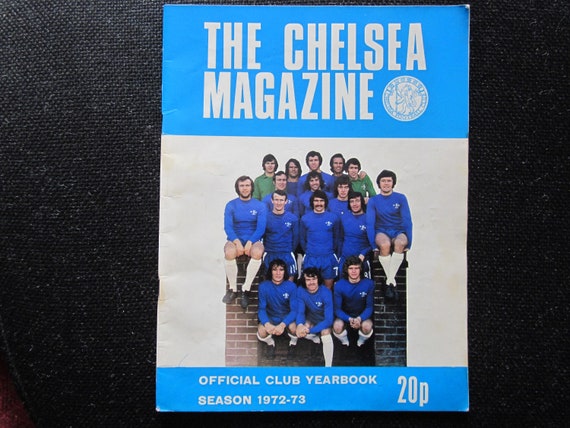 THE CHELSEA
MAGAZINE
OFFICIAL CLUB YEARBOOK
SEASON 1972-73
20p